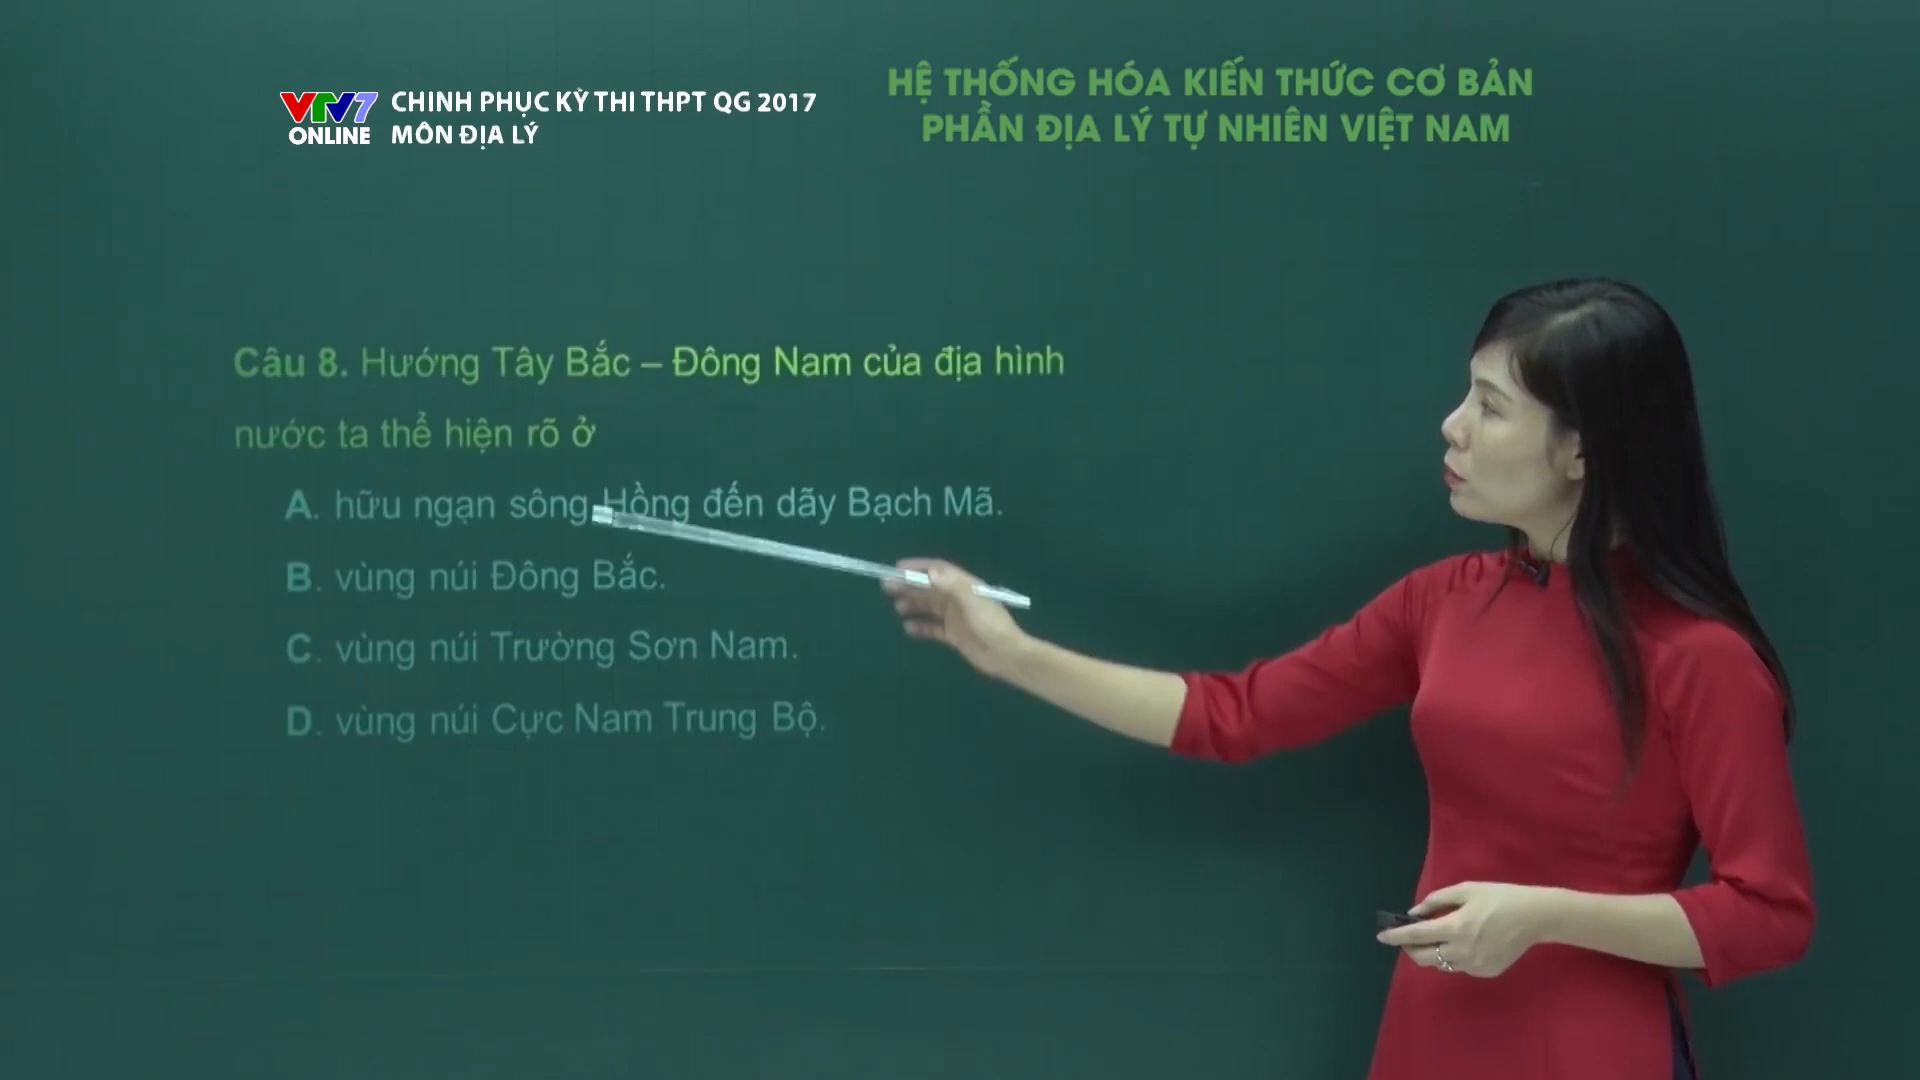 VTV7
ONLINE
CHINH PHỤC KỲ THI THPT QG 2017
MÔN ĐỊA LÝ
HỆ THỐNG HÓA KIẾN THỨC CƠ BẢN
PHẦN ĐỊA LÝ TỰ NHIÊN VIỆT NAM
Câu 8. Hướng Tây Bắc – Đông Nam của địa hình
nước ta thể hiện rõ ở
A. hữu ngạn sông Hồng đến dãy Bạch Mã.
B. vùng núi Đông Bắc.
C. vùng núi Trường Sơn Nam.
D. vùng núi Cực Nam Trung Bộ.